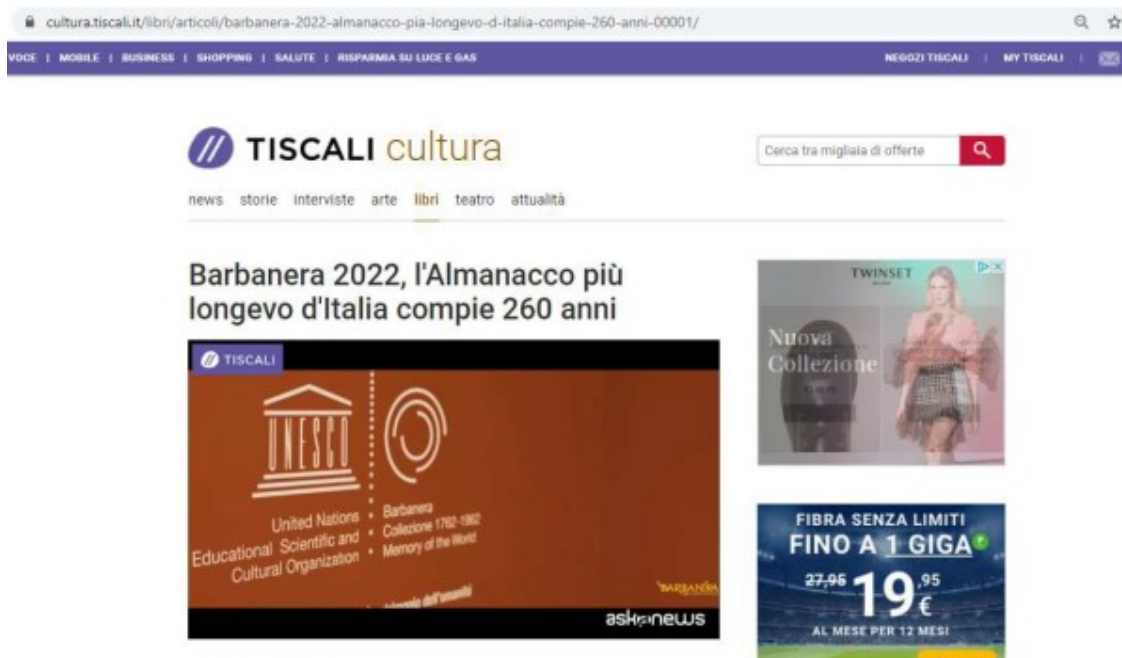 cultura.tiscali.it/libri/articoli/barbanera-2022-almanacco-pia-longevo-d-italia-compie-260-anni-00001/
VOCE | MOBILE | BUSINESS | SHOPPING | SALUTE | RISPARMIA SU LUCE E GAS
NEGOZI TISCALI | MY TISCALI |
TISCALI cultura
Cerca tra migliaia di offerte
news storie interviste arte libri teatro attualità
Barbanera 2022, l'Almanacco più
longevo d'Italia compie 260 anni
TISCALI
UNESCO
United Nations
Educational Scientific and
Cultural Organization
Barbanera
Collezione 1762-1962
Memory of the World
dell'umanità
BARBANERA
askanews
TWINSET
Nuova
Collezione
FIBRA SENZA LIMITI
FINO A 1 GIGA
27,95 19,95 €
AL MESE PER 12 MESI